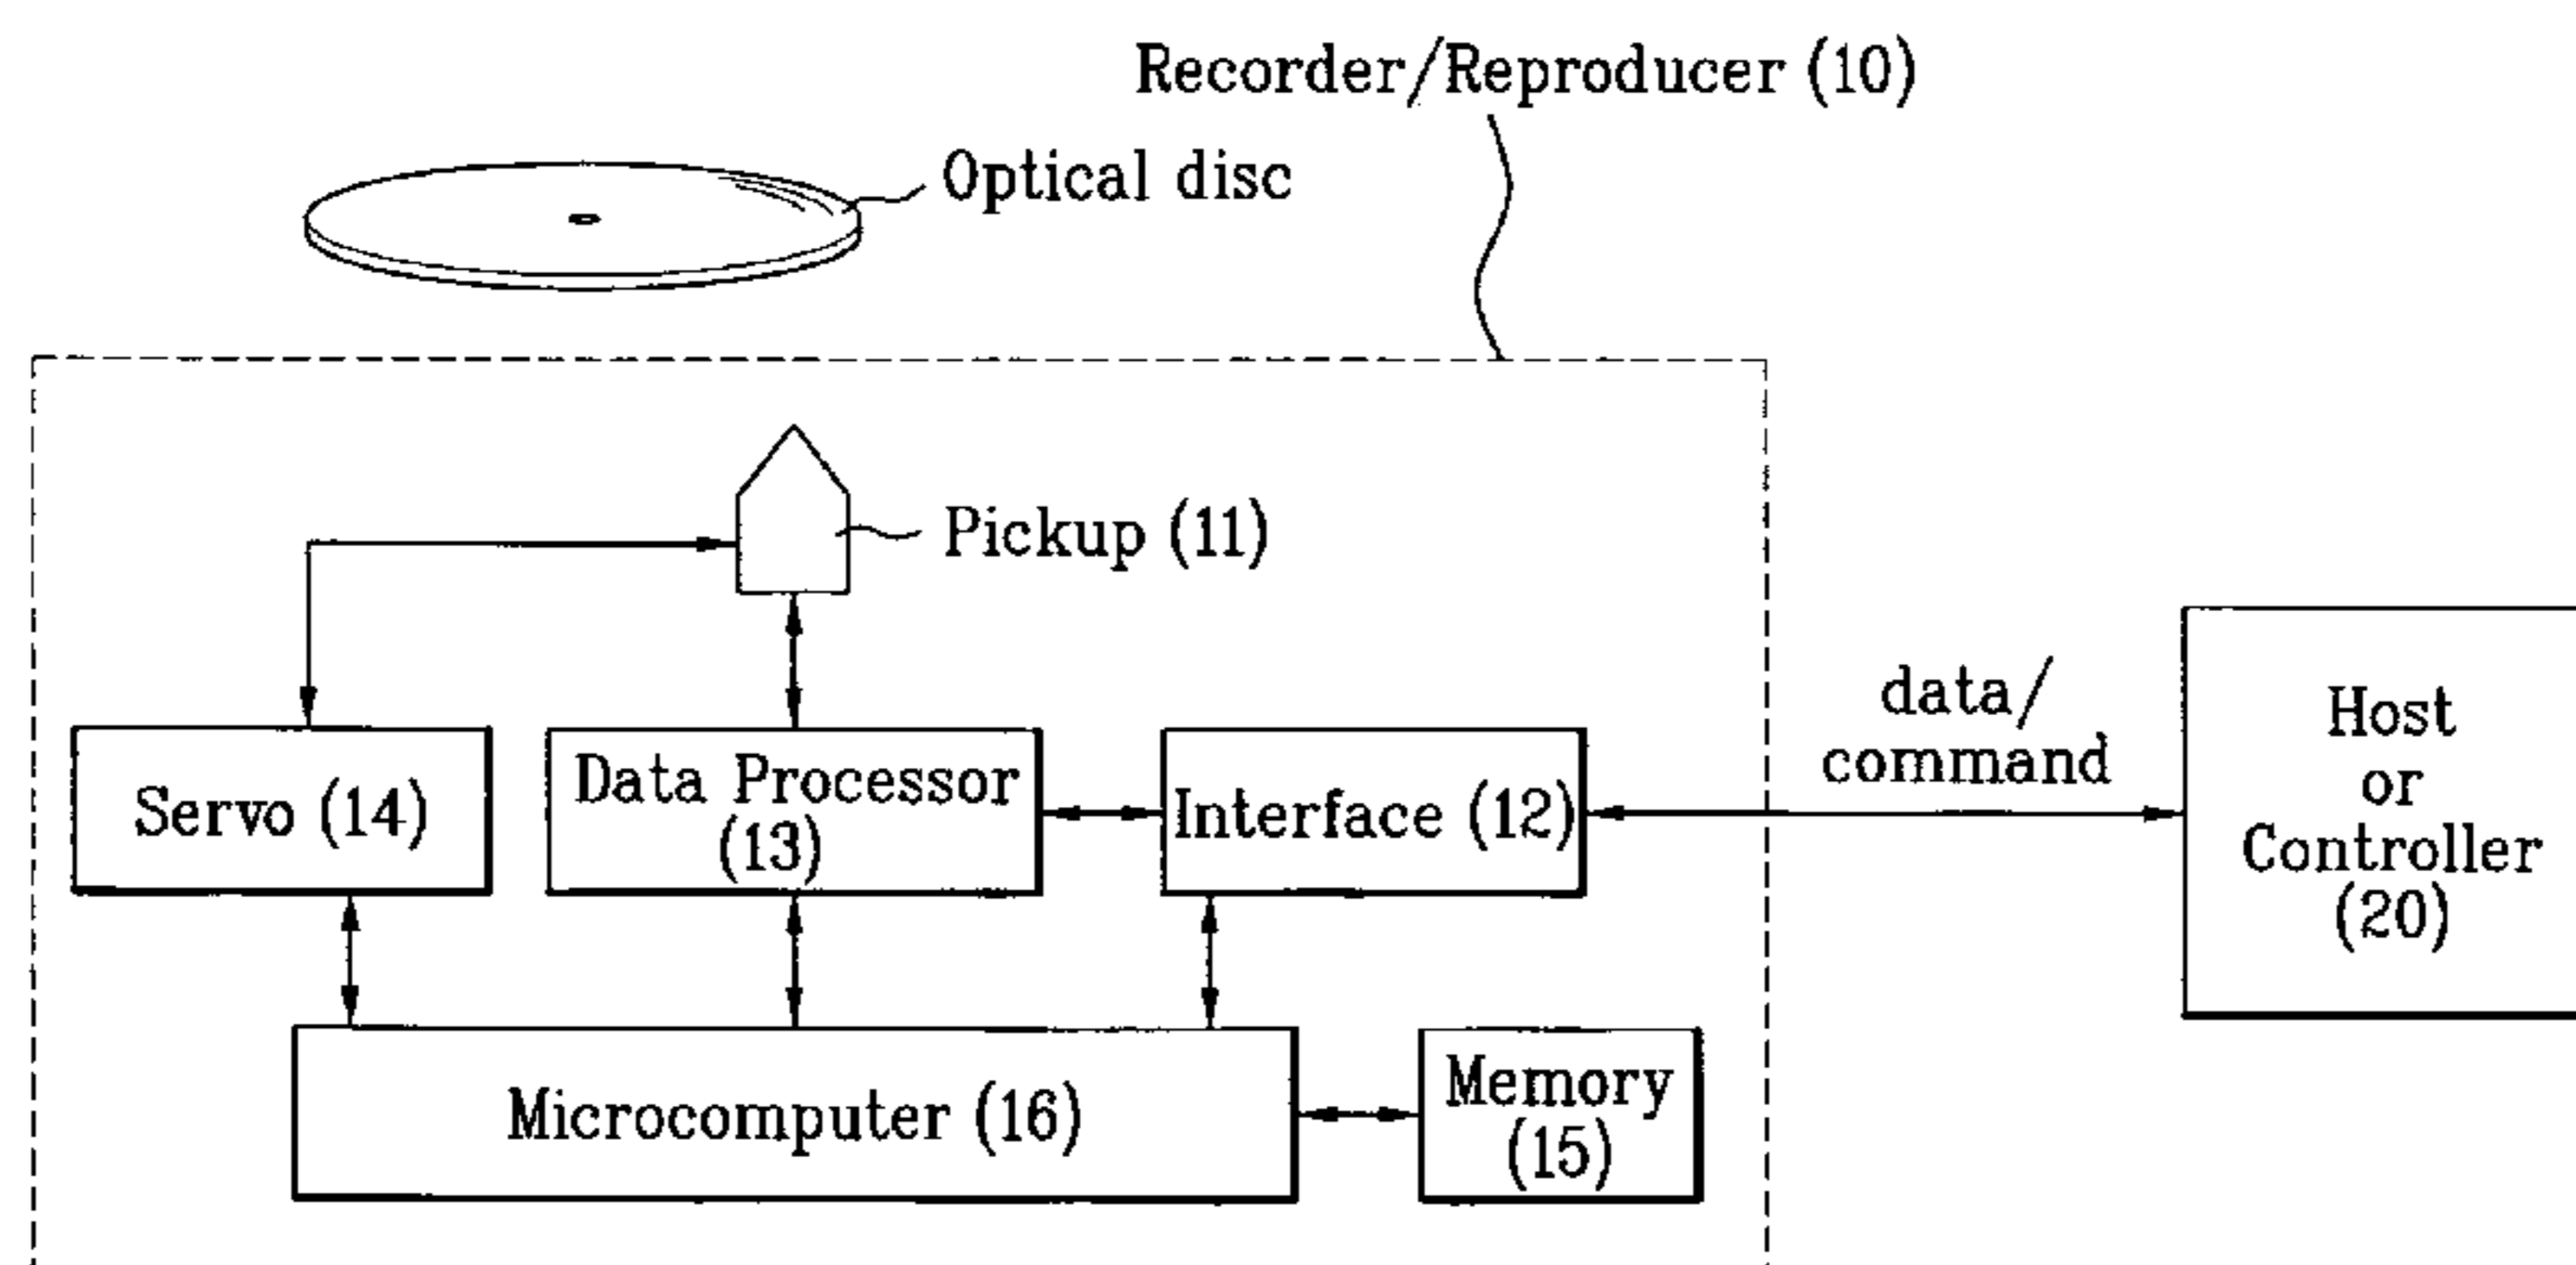 Recorder/Reproducer (10)
Optical disc
Pickup (11)
data/
command
Servo (14)
Data Processor
(13)
Interface (12)
Host
or
Controller
(20)
Microcomputer (16)
Memory
(15)